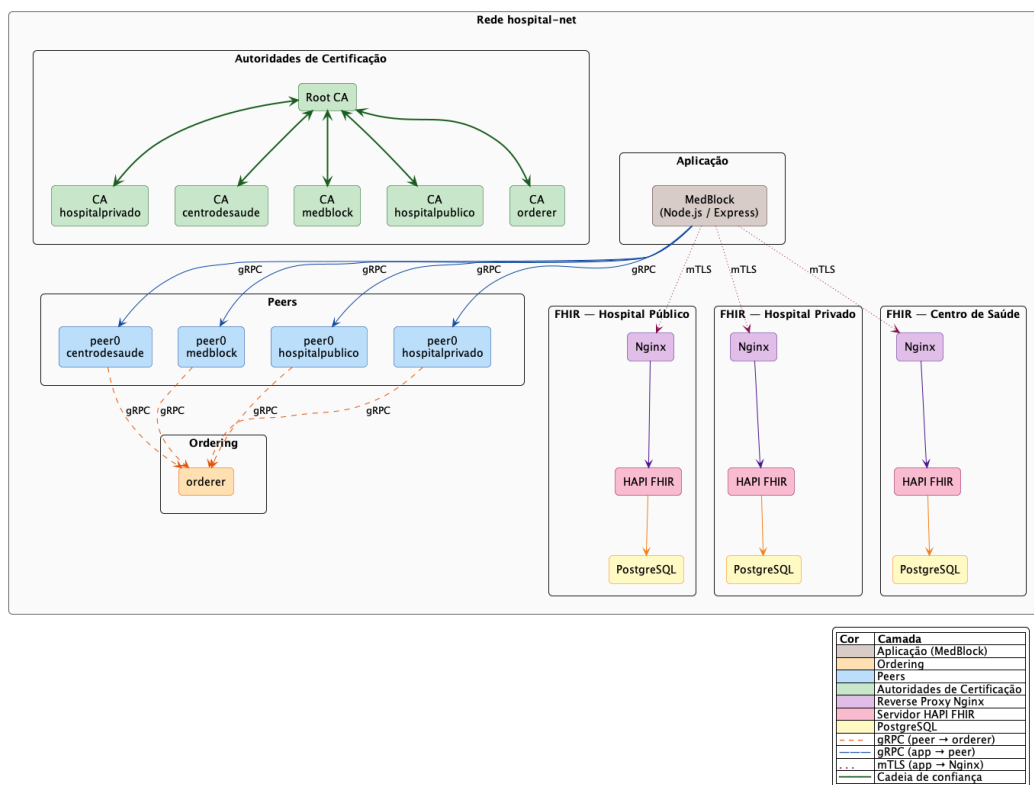 Rede hospital-net
Autoridades de Certificação
Root CA
CA
hospitalprivado
CA
centrodesaude
CA
medblock
CA
hospitalpublico
CA
orderer
Aplicação
MedBlock
(Node.js / Express)
gRPC
gRPC
gRPC
gRPC
mTLS
mTLS
mTLS
Peers
peer0
centrodesaude
peer0
medblock
peer0
hospitalpublico
peer0
hospitalprivado
gRPC
gRPC
gRPC
gRPC
Ordering
orderer
FHIR — Hospital Público
Nginx
HAPI FHIR
PostgreSQL
FHIR — Hospital Privado
Nginx
HAPI FHIR
PostgreSQL
FHIR — Centro de Saúde
Nginx
HAPI FHIR
PostgreSQL
Cor Camada
Aplicação (MedBlock)
Ordering
Peers
Autoridades de Certificação
Reverse Proxy Nginx
Servidor HAPI FHIR
PostgreSQL
gRPC (peer → orderer)
gRPC (app → peer)
mTLS (app → Nginx)
Cadeia de confiança